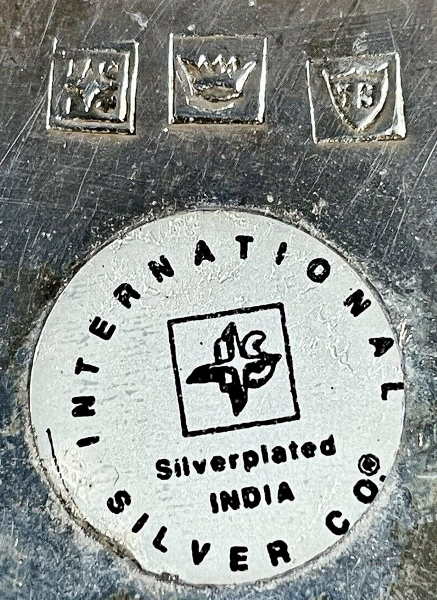 INTERNATIONAL
Silverplated
INDIA
SILVER CO.®